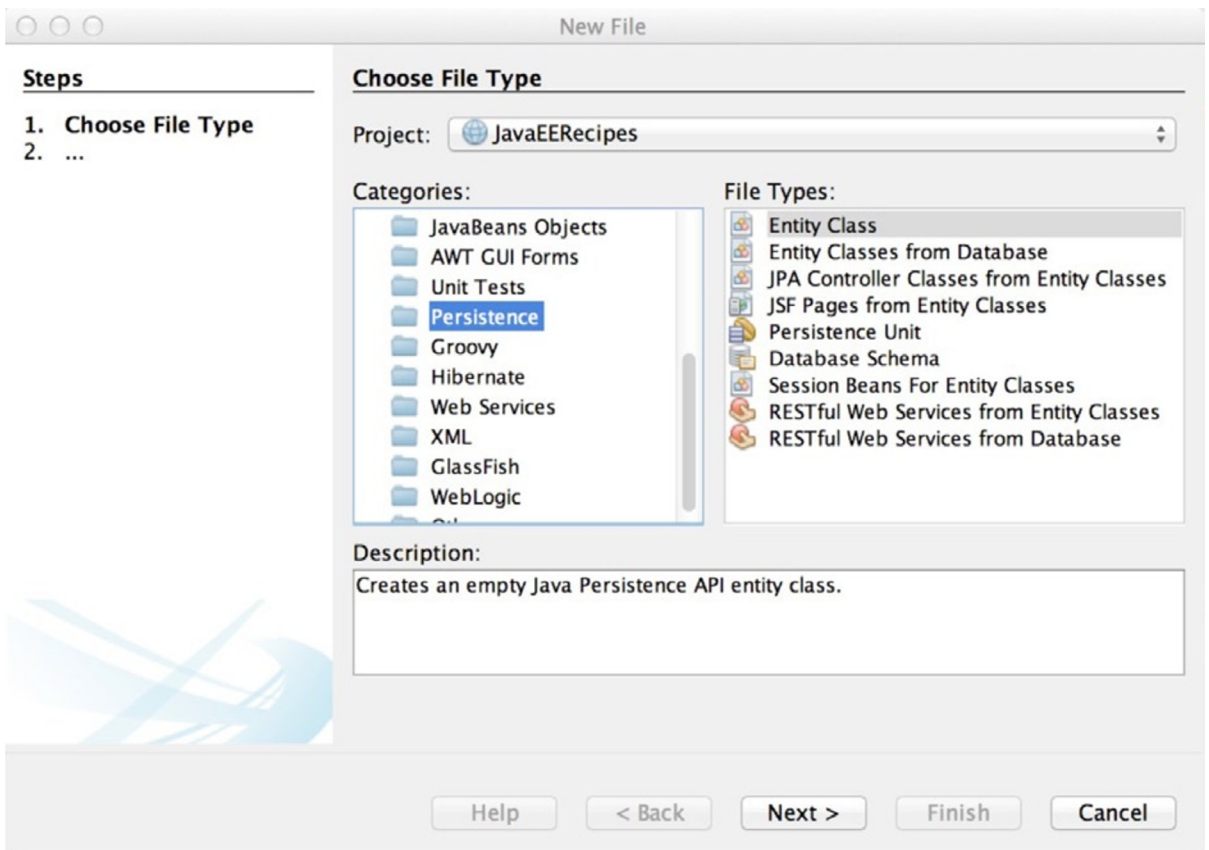 New File
Steps
1. Choose File Type
2. ...
Choose File Type
Project: JavaEERecipes
Categories:
JavaBeans Objects
AWT GUI Forms
Unit Tests
Persistence
Groovy
Hibernate
Web Services
XML
GlassFish
WebLogic
File Types:
Entity Class
Entity Classes from Database
JPA Controller Classes from Entity Classes
JSF Pages from Entity Classes
Persistence Unit
Database Schema
Session Beans For Entity Classes
RESTful Web Services from Entity Classes
RESTful Web Services from Database
Description:
Creates an empty Java Persistence API entity class.
Help
< Back
Next >
Finish
Cancel